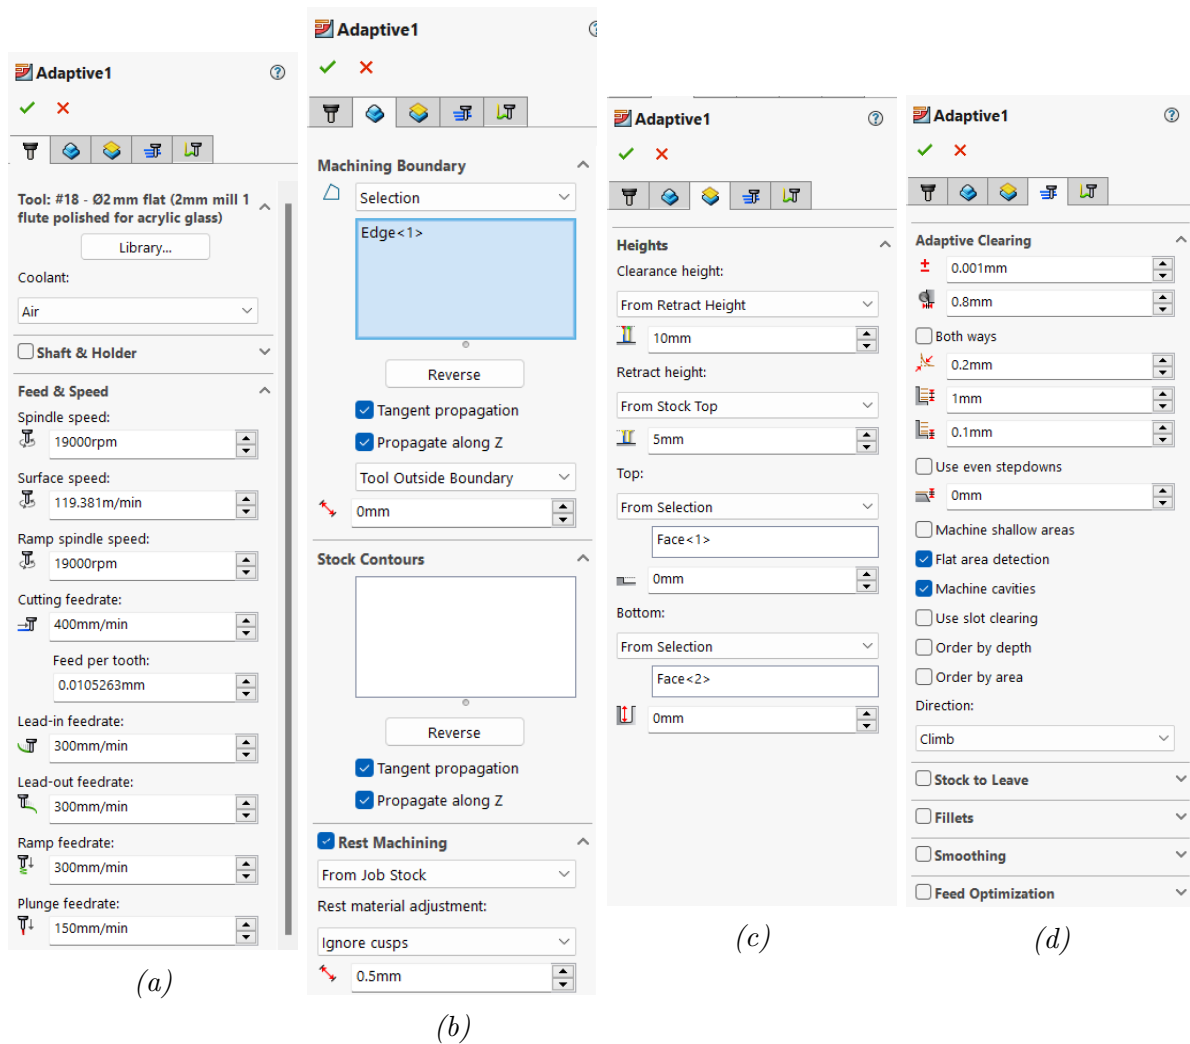 Adaptive1
Tool: #18 - Ø2mm flat (2mm mill 1
flute polished for acrylic glass)
Library...
Coolant:
Air
Shaft & Holder
Feed & Speed
Spindle speed:
19000rpm
Surface speed:
119.381m/min
Ramp spindle speed:
19000rpm
Cutting feedrate:
400mm/min
Feed per tooth:
0.0105263mm
Lead-in feedrate:
300mm/min
Lead-out feedrate:
300mm/min
Ramp feedrate:
300mm/min
Plunge feedrate:
150mm/min
(a)
Adaptive1
Machining Boundary
Selection
Edge<1>
Reverse
Tangent propagation
Propagate along Z
Tool Outside Boundary
0mm
Stock Contours
Reverse
Tangent propagation
Propagate along Z
Rest Machining
From Job Stock
Rest material adjustment:
Ignore cusps
0.5mm
(b)
Adaptive1
Heights
Clearance height:
From Retract Height
10mm
Retract height:
From Stock Top
5mm
Top:
From Selection
Face<1>
0mm
Bottom:
From Selection
Face<2>
0mm
(c)
Adaptive1
Adaptive Clearing
0.001mm
0.8mm
Both ways
0.2mm
1mm
0.1mm
Use even stepdowns
0mm
Machine shallow areas
Flat area detection
Machine cavities
Use slot clearing
Order by depth
Order by area
Direction:
Climb
Stock to Leave
Fillets
Smoothing
Feed Optimization
(d)